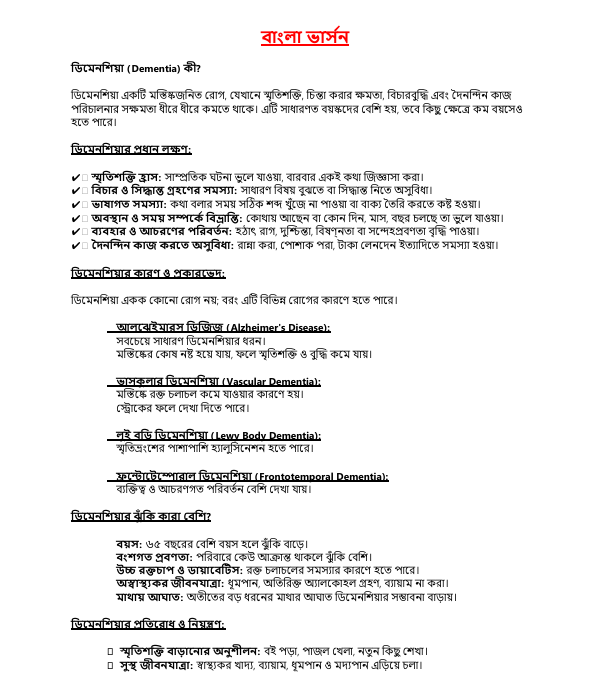 বাংলা ভার্সন
ডিমেনশিয়া (Dementia) কী?
ডিমেনশিয়া একটি মস্তিষ্কজনিত রোগ, যেখানে স্মৃতিশক্তি, চিন্তা করার ক্ষমতা, বিচারবুদ্ধি এবং দৈনন্দিন কাজ
পরিচালনার সক্ষমতা ধীরে ধীরে কমতে থাকে। এটি সাধারণত বয়স্কদের বেশি হয়, তবে কিছু ক্ষেত্রে কম বয়সেও
হতে পারে।
ডিমেনশিয়ার প্রধান লক্ষণ:
✔ স্মৃতিশক্তি হ্রাস: সাম্প্রতিক ঘটনা ভুলে যাওয়া, বারবার একই কথা জিজ্ঞাসা করা।
✔ বিচার ও সিদ্ধান্ত গ্রহণের সমস্যা: সাধারণ বিষয় বুঝতে বা সিদ্ধান্ত নিতে অসুবিধা।
✔ ভাষাগত সমস্যা: কথা বলার সময় সঠিক শব্দ খুঁজে না পাওয়া বা বাক্য তৈরি করতে কষ্ট হওয়া।
✔ অবস্থান ও সময় সম্পর্কে বিভ্রান্তি: কোথায় আছেন বা কোন দিন, মাস, বছর চলছে তা ভুলে যাওয়া।
✔ ব্যবহার ও আচরণের পরিবর্তন: হঠাৎ রাগ, দুশ্চিন্তা, বিষণ্নতা বা সন্দেহপ্রবণতা বৃদ্ধি পাওয়া।
✔ দৈনন্দিন কাজ করতে অসুবিধা: রান্না করা, পোশাক পরা, টাকা লেনদেন ইত্যাদিতে সমস্যা হওয়া।
ডিমেনশিয়ার কারণ ও প্রকারভেদ:
ডিমেনশিয়া একক কোনো রোগ নয়; বরং এটি বিভিন্ন রোগের কারণে হতে পারে।
আলঝেইমারস ডিজিজ (Alzheimer's Disease):
সবচেয়ে সাধারণ ডিমেনশিয়ার ধরন।
মস্তিষ্কের কোষ নষ্ট হয়ে যায়, ফলে স্মৃতিশক্তি ও বুদ্ধি কমে যায়।
ভাসকুলার ডিমেনশিয়া (Vascular Dementia):
মস্তিষ্কে রক্ত চলাচল কমে যাওয়ার কারণে হয়।
স্ট্রোকের ফলে দেখা দিতে পারে।
লুই বডি ডিমেনশিয়া (Lewy Body Dementia):
স্মৃতিভ্রংশের পাশাপাশি হ্যালুসিনেশন হতে পারে।
ফ্রন্টোটেম্পোরাল ডিমেনশিয়া (Frontotemporal Dementia):
ব্যক্তিত্ব ও আচরণগত পরিবর্তন বেশি দেখা যায়।
ডিমেনশিয়ার ঝুঁকি কারা বেশি?
বয়স: ৬৫ বছরের বেশি বয়স হলে ঝুঁকি বাড়ে।
বংশগত প্রবণতা: পরিবারে কেউ আক্রান্ত থাকলে ঝুঁকি বেশি।
উচ্চ রক্তচাপ ও ডায়াবেটিস: রক্ত চলাচলের সমস্যার কারণে হতে পারে।
অস্বাস্থ্যকর জীবনযাত্রা: ধূমপান, অতিরিক্ত অ্যালকোহল গ্রহণ, ব্যায়াম না করা।
মাথায় আঘাত: অতীতের বড় ধরনের মাথার আঘাত ডিমেনশিয়ার সম্ভাবনা বাড়ায়।
ডিমেনশিয়ার প্রতিরোধ ও নিয়ন্ত্রণ:
স্মৃতিশক্তি বাড়ানোর অনুশীলন: বই পড়া, পাজল খেলা, নতুন কিছু শেখা।
সুস্থ জীবনযাত্রা: স্বাস্থ্যকর খাদ্য, ব্যায়াম, ধূমপান ও মদ্যপান এড়িয়ে চলা।